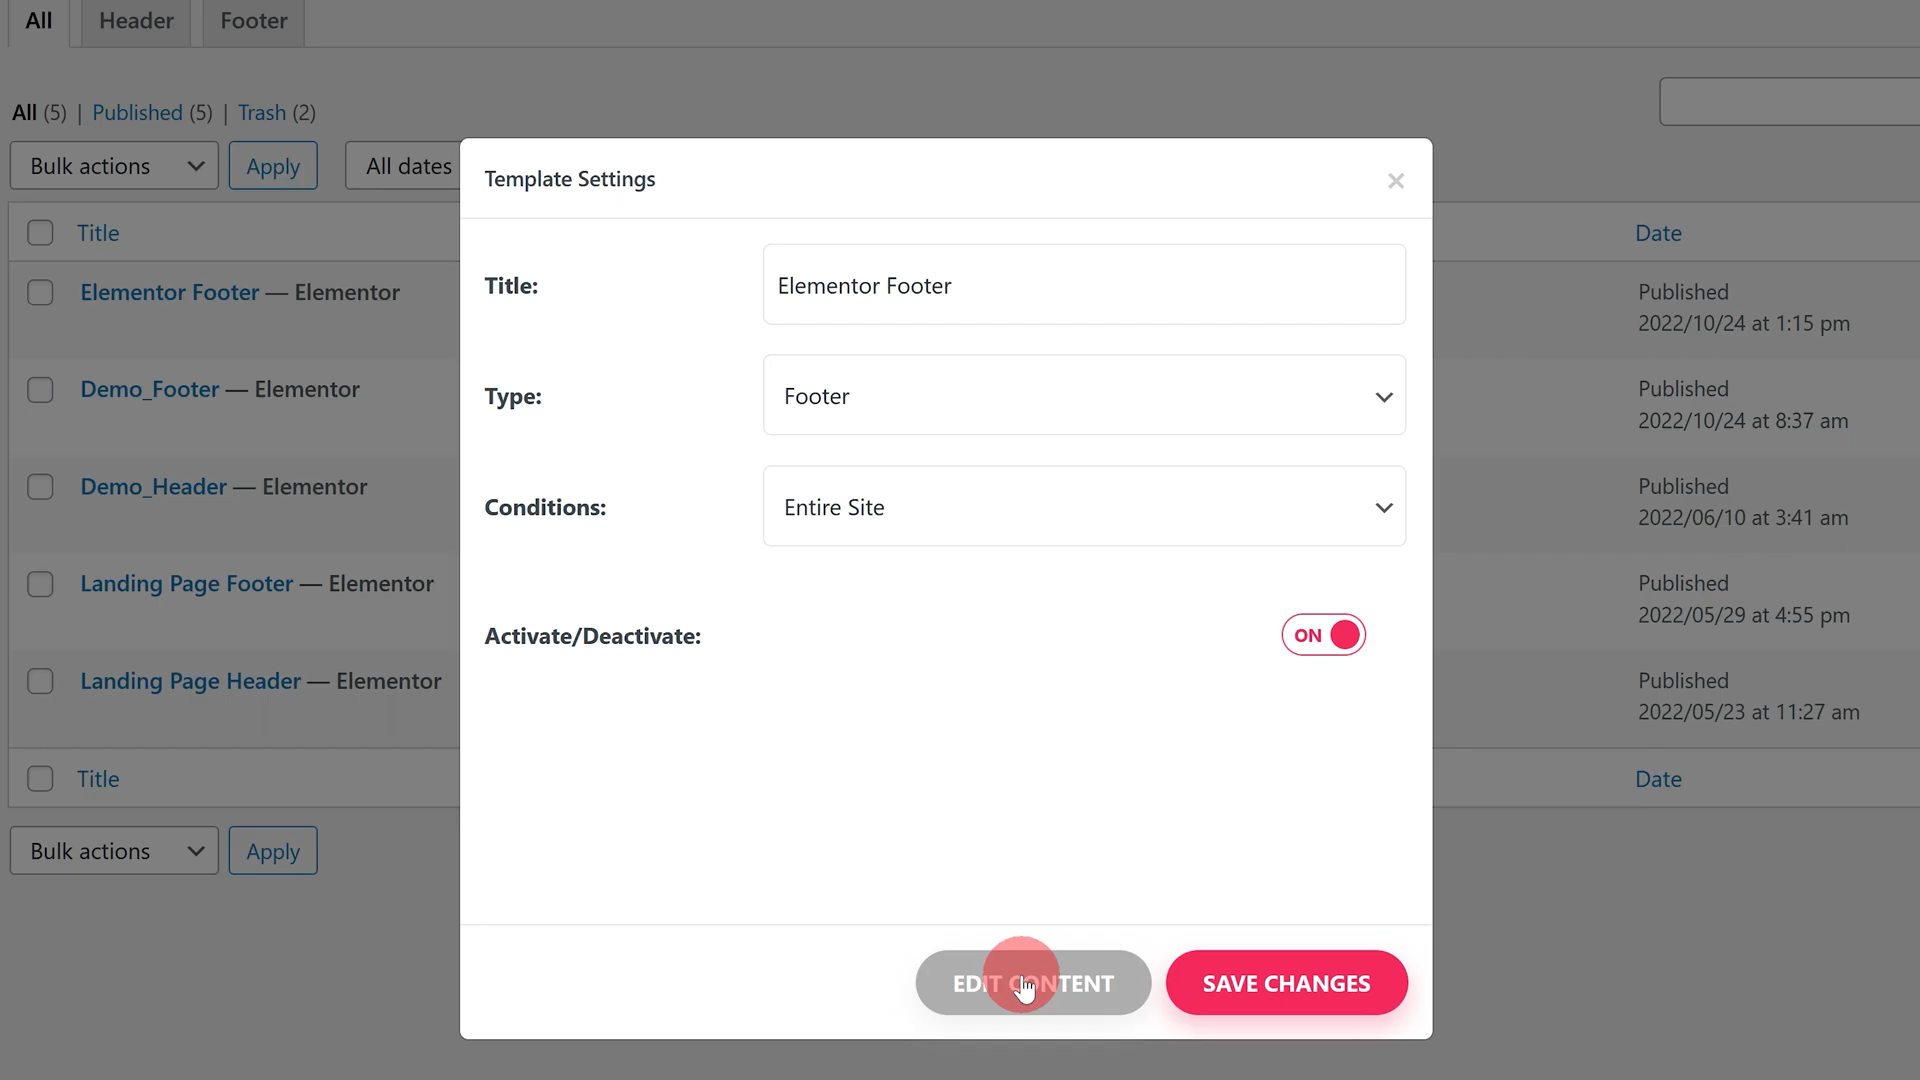 All Header Footer
All (5) | Published (5) | Trash (2)
Bulk actions Apply All dates
Title Date
Elementor Footer — Elementor Published
2022/10/24 at 1:15 pm
Demo_Footer — Elementor Published
2022/10/24 at 8:37 am
Demo_Header — Elementor Published
2022/06/10 at 3:41 am
Landing Page Footer — Elementor Published
2022/05/29 at 4:55 pm
Landing Page Header — Elementor Published
2022/05/23 at 11:27 am
Title Date
Bulk actions Apply
Template Settings
Title: Elementor Footer
Type: Footer
Conditions: Entire Site
Activate/Deactivate: ON
EDIT CONTENT SAVE CHANGES